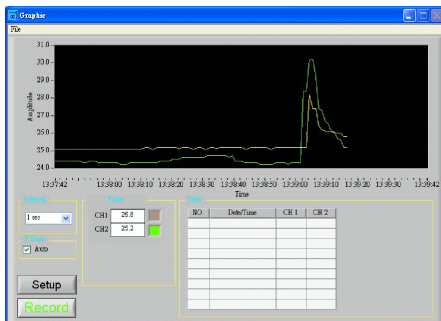 Graphic
File
31.0
30.0
29.0
28.0
27.0
26.0
25.0
24.0
Amplitude
13:37:42 13:38:00 13:38:10 13:38:20 13:38:30 13:38:40 13:38:50 13:39:00 13:39:10 13:39:20 13:39:30 13:39:42
Time
Interval
1 sec
Auto
Value
CH1 25.8
CH2 25.2
Data
NO Date/Time CH 1 CH 2
Setup
Record